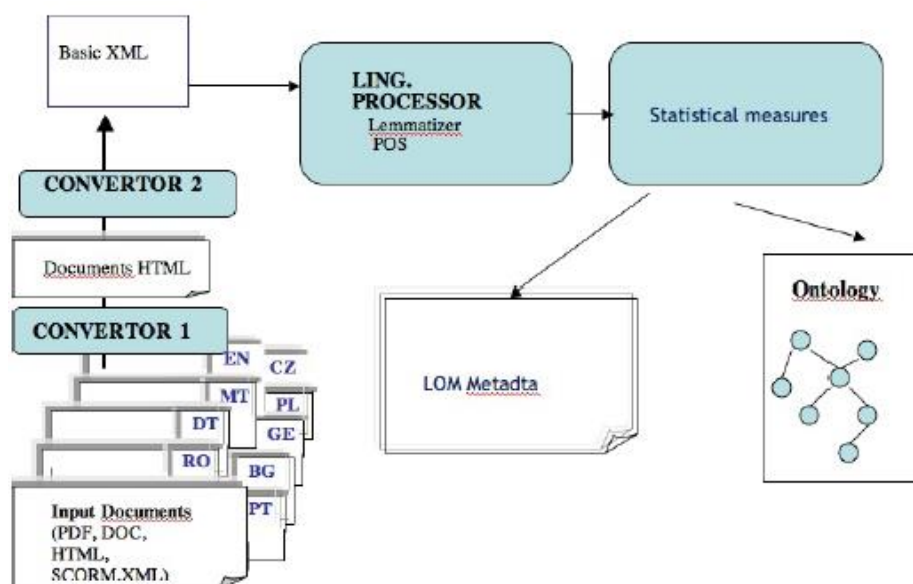 Basic XML
LING.
PROCESSOR
Lemmatizer
POS
Statistical measures
CONVERTOR 2
Documents HTML
CONVERTOR 1
EN
CZ
MT
PL
DT
GE
RO
BG
PT
Input Documents
(PDF, DOC,
HTML,
SCORM.XML)
LOM Metadta
Ontology